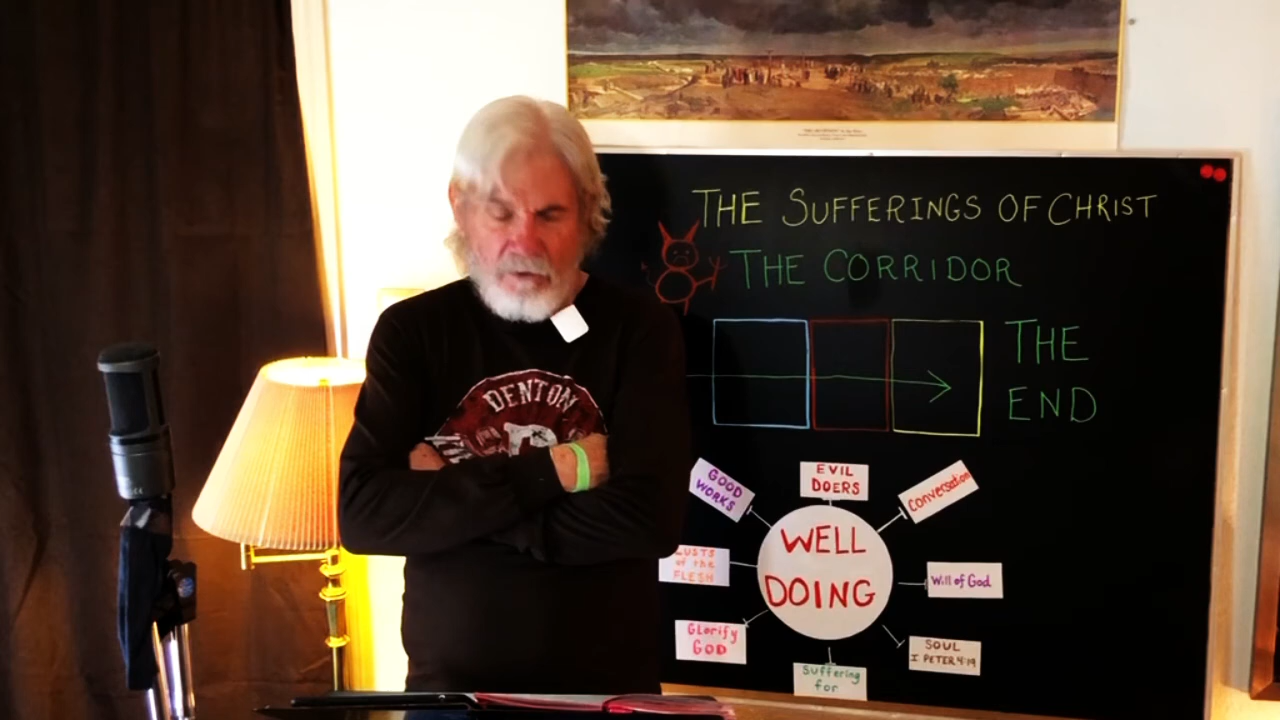 THE SUFFERINGS OF CHRIST
THE CORRIDOR
THE
END
DENTON
GOOD
WORKS
EVIL
DOERS
Conversation
WELL
DOING
LUSTS
of the
FLESH
Will of God
Glorify
GOD
SOUL
I PETER 4:19
Suffering
for